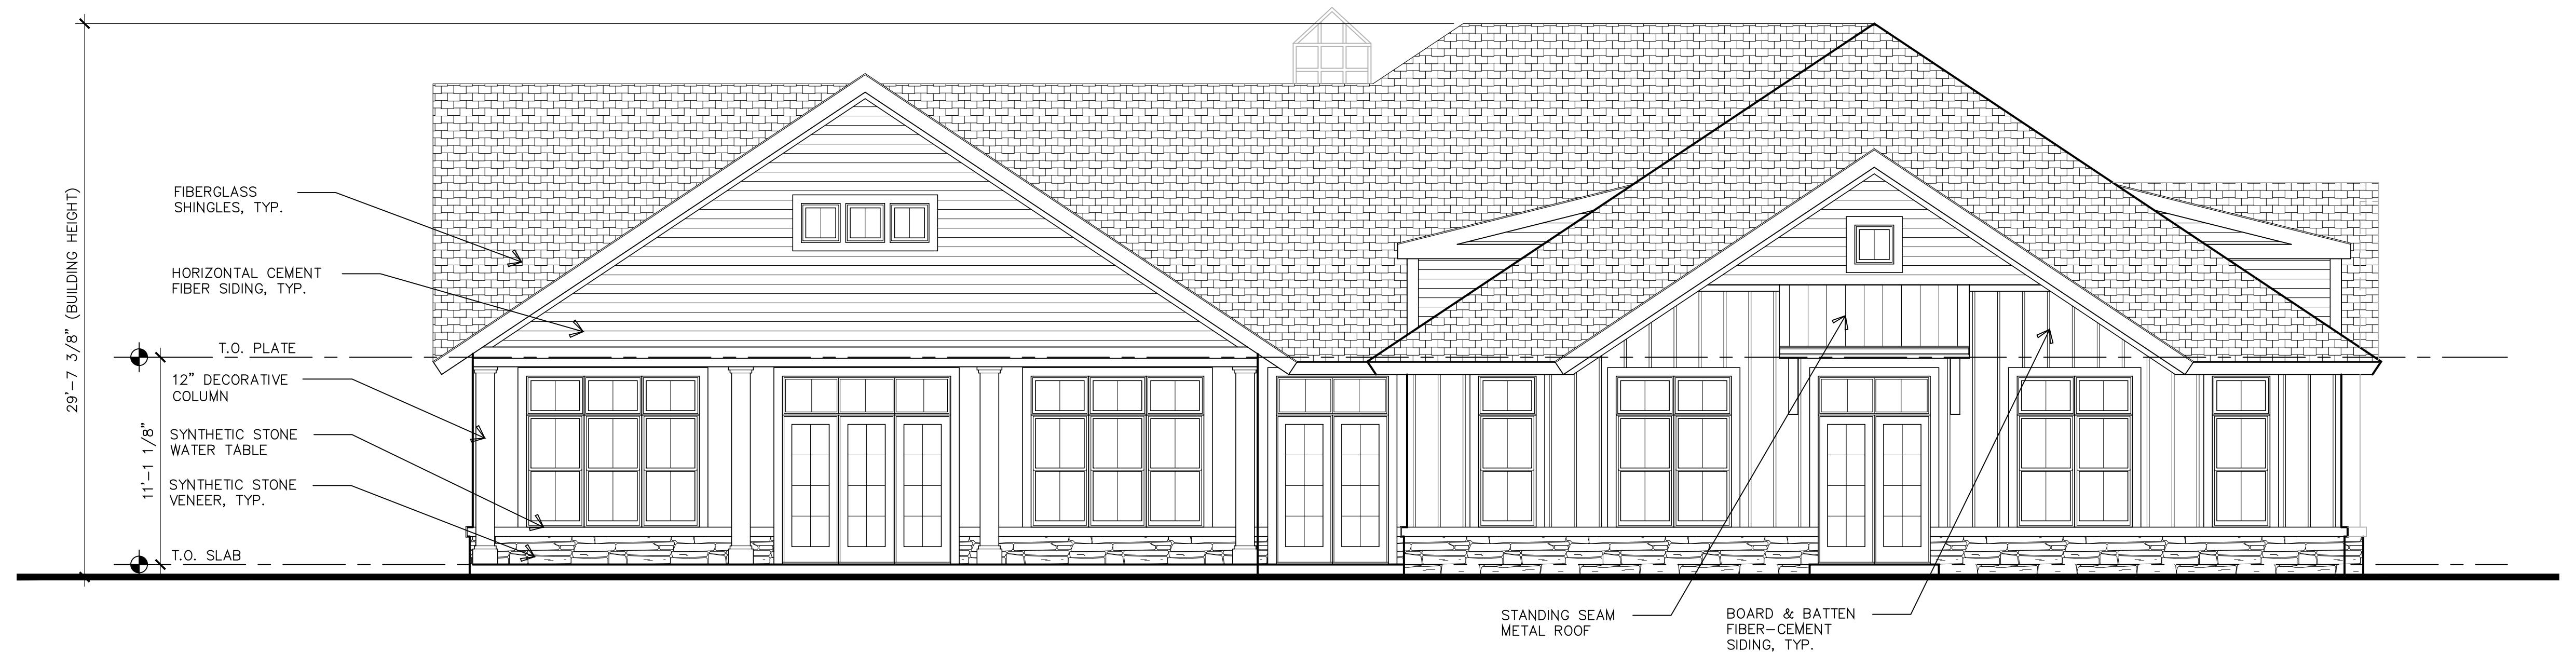 29'-7 3/8" (BUILDING HEIGHT)
FIBERGLASS
SHINGLES, TYP.
HORIZONTAL CEMENT
FIBER SIDING, TYP.
T.O. PLATE
12" DECORATIVE
COLUMN
11'-1 1/8"
SYNTHETIC STONE
WATER TABLE
SYNTHETIC STONE
VENEER, TYP.
T.O. SLAB
STANDING SEAM
METAL ROOF
BOARD & BATTEN
FIBER-CEMENT
SIDING, TYP.